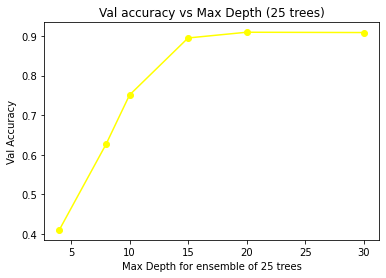 Val accuracy vs Max Depth (25 trees)
Val Accuracy
0.9
0.8
0.7
0.6
0.5
0.4
5 10 15 20 25 30
Max Depth for ensemble of 25 trees